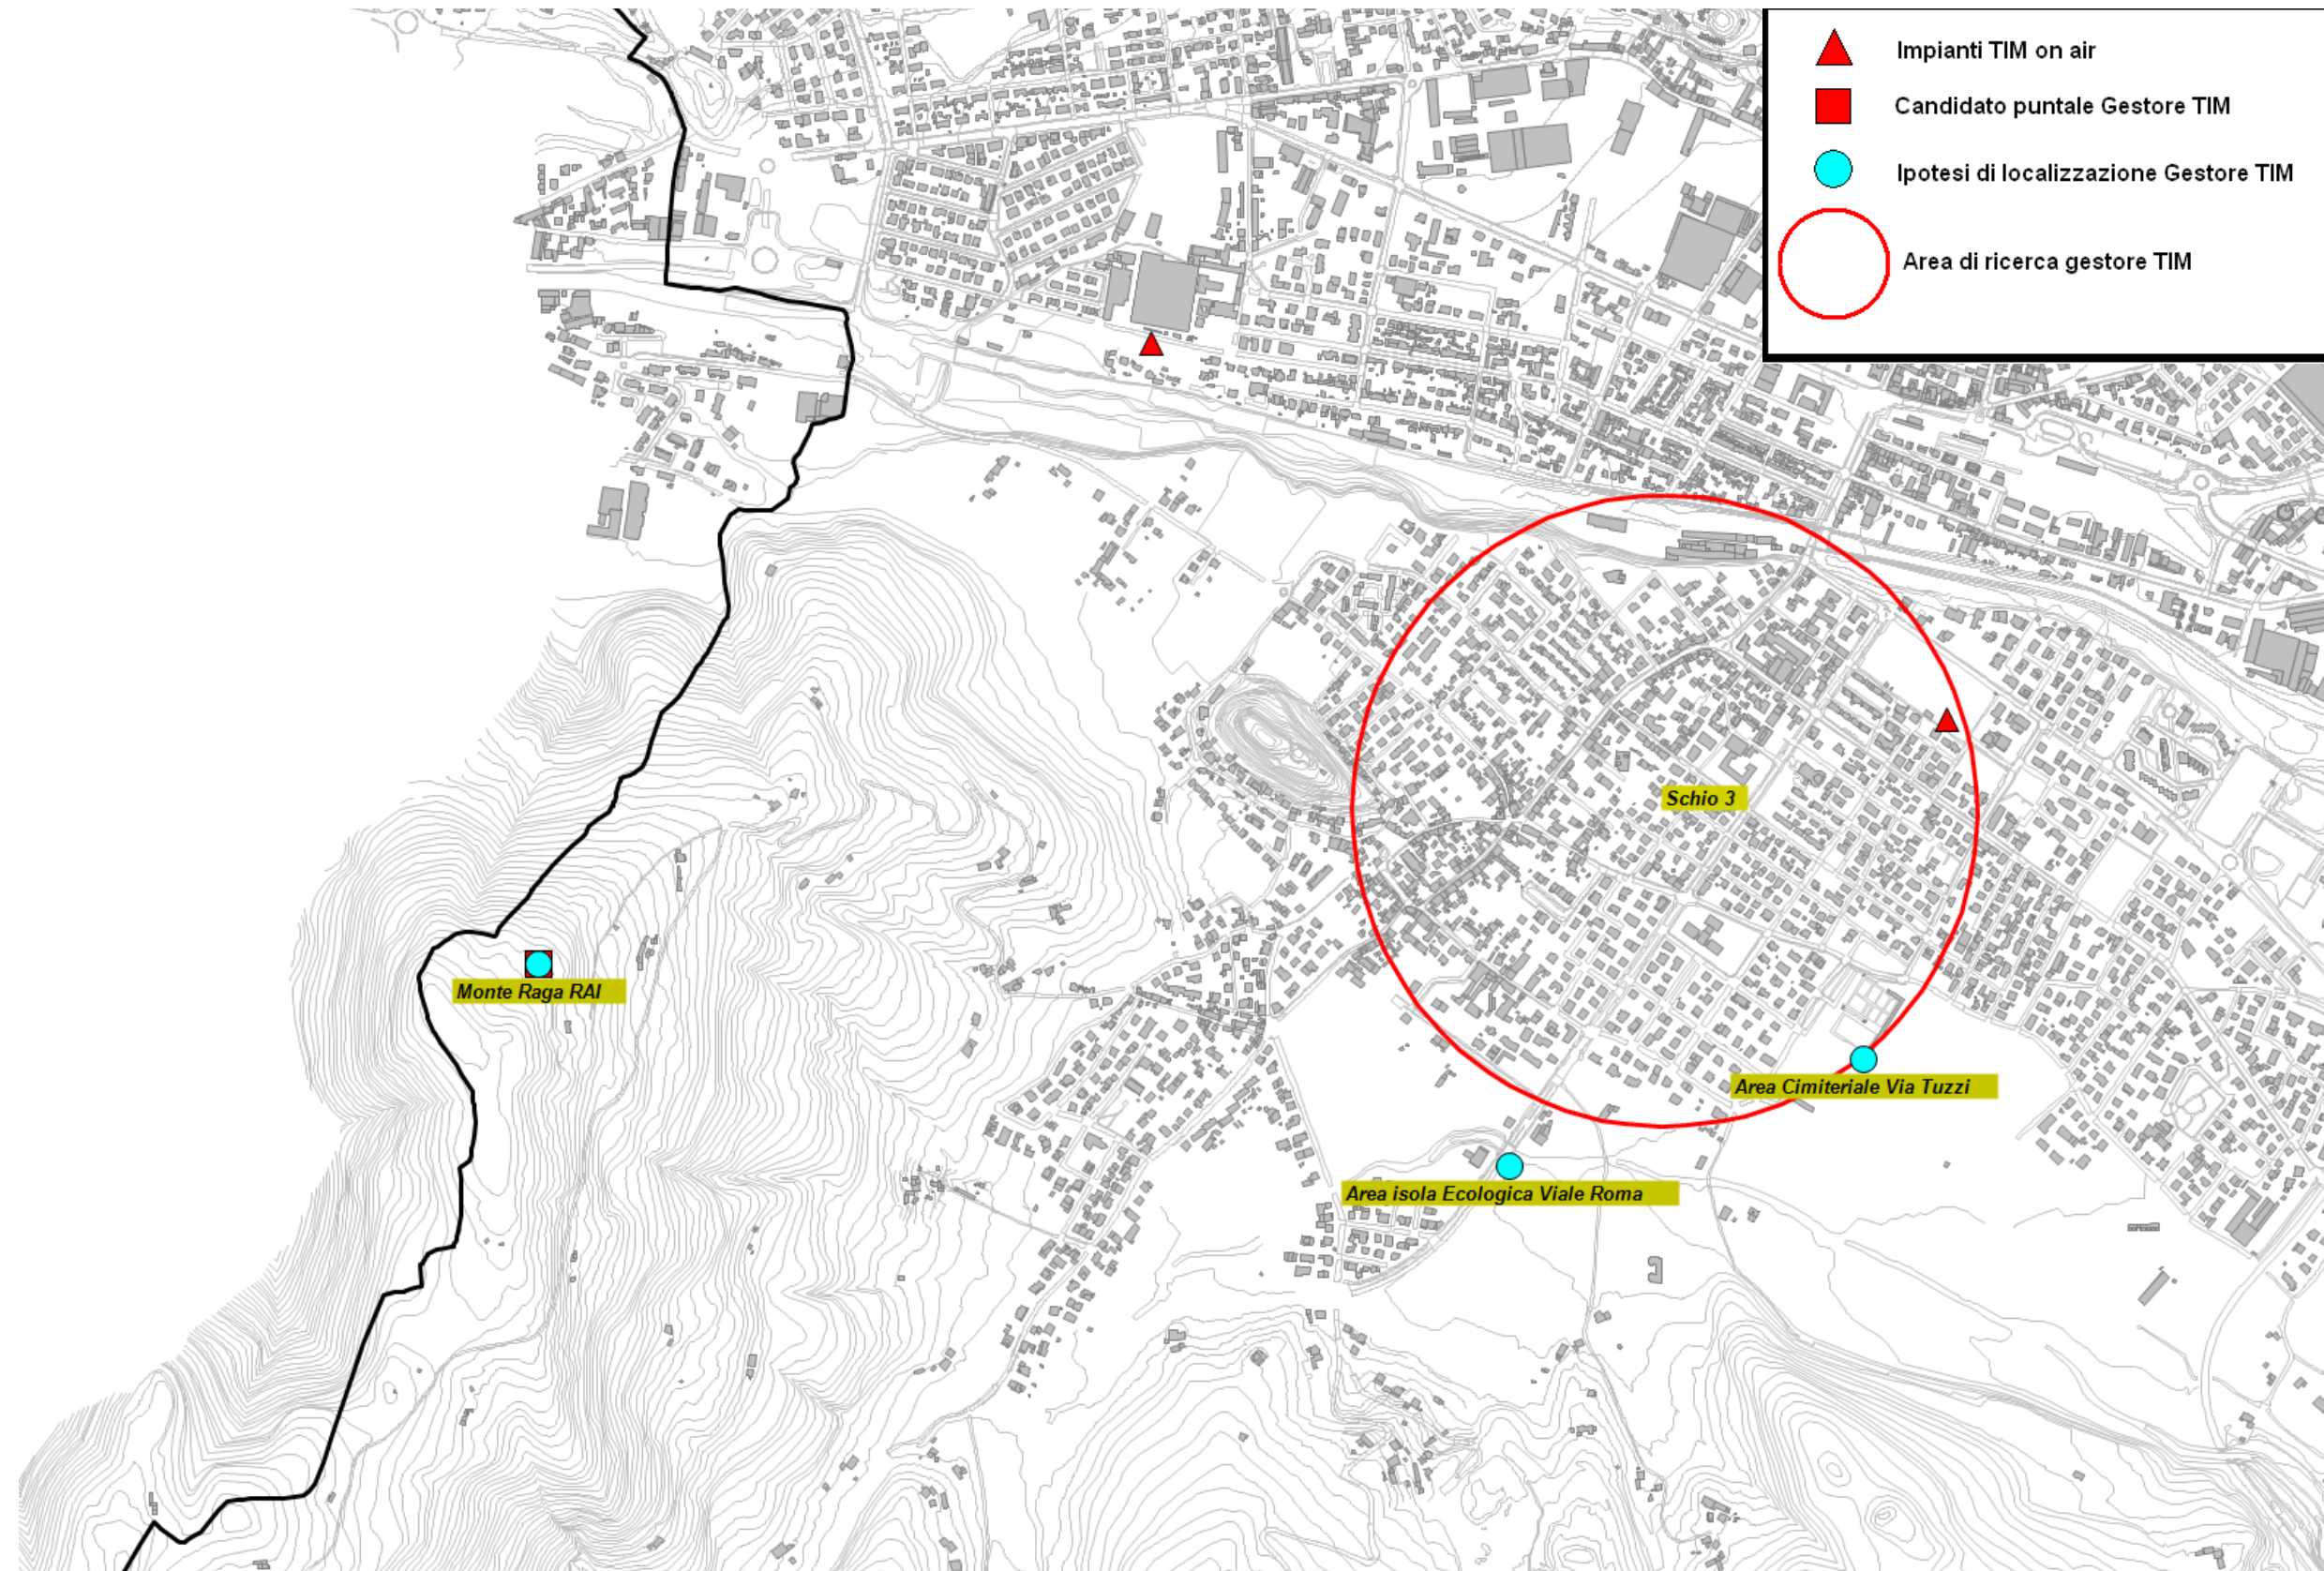 Impianti TIM on air
Candidato puntale Gestore TIM
Ipotesi di localizzazione Gestore TIM
Area di ricerca gestore TIM
Schio 3
Monte Raga RAI
Area Cimiteriale Via Tuzzi
Area isola Ecologica Viale Roma